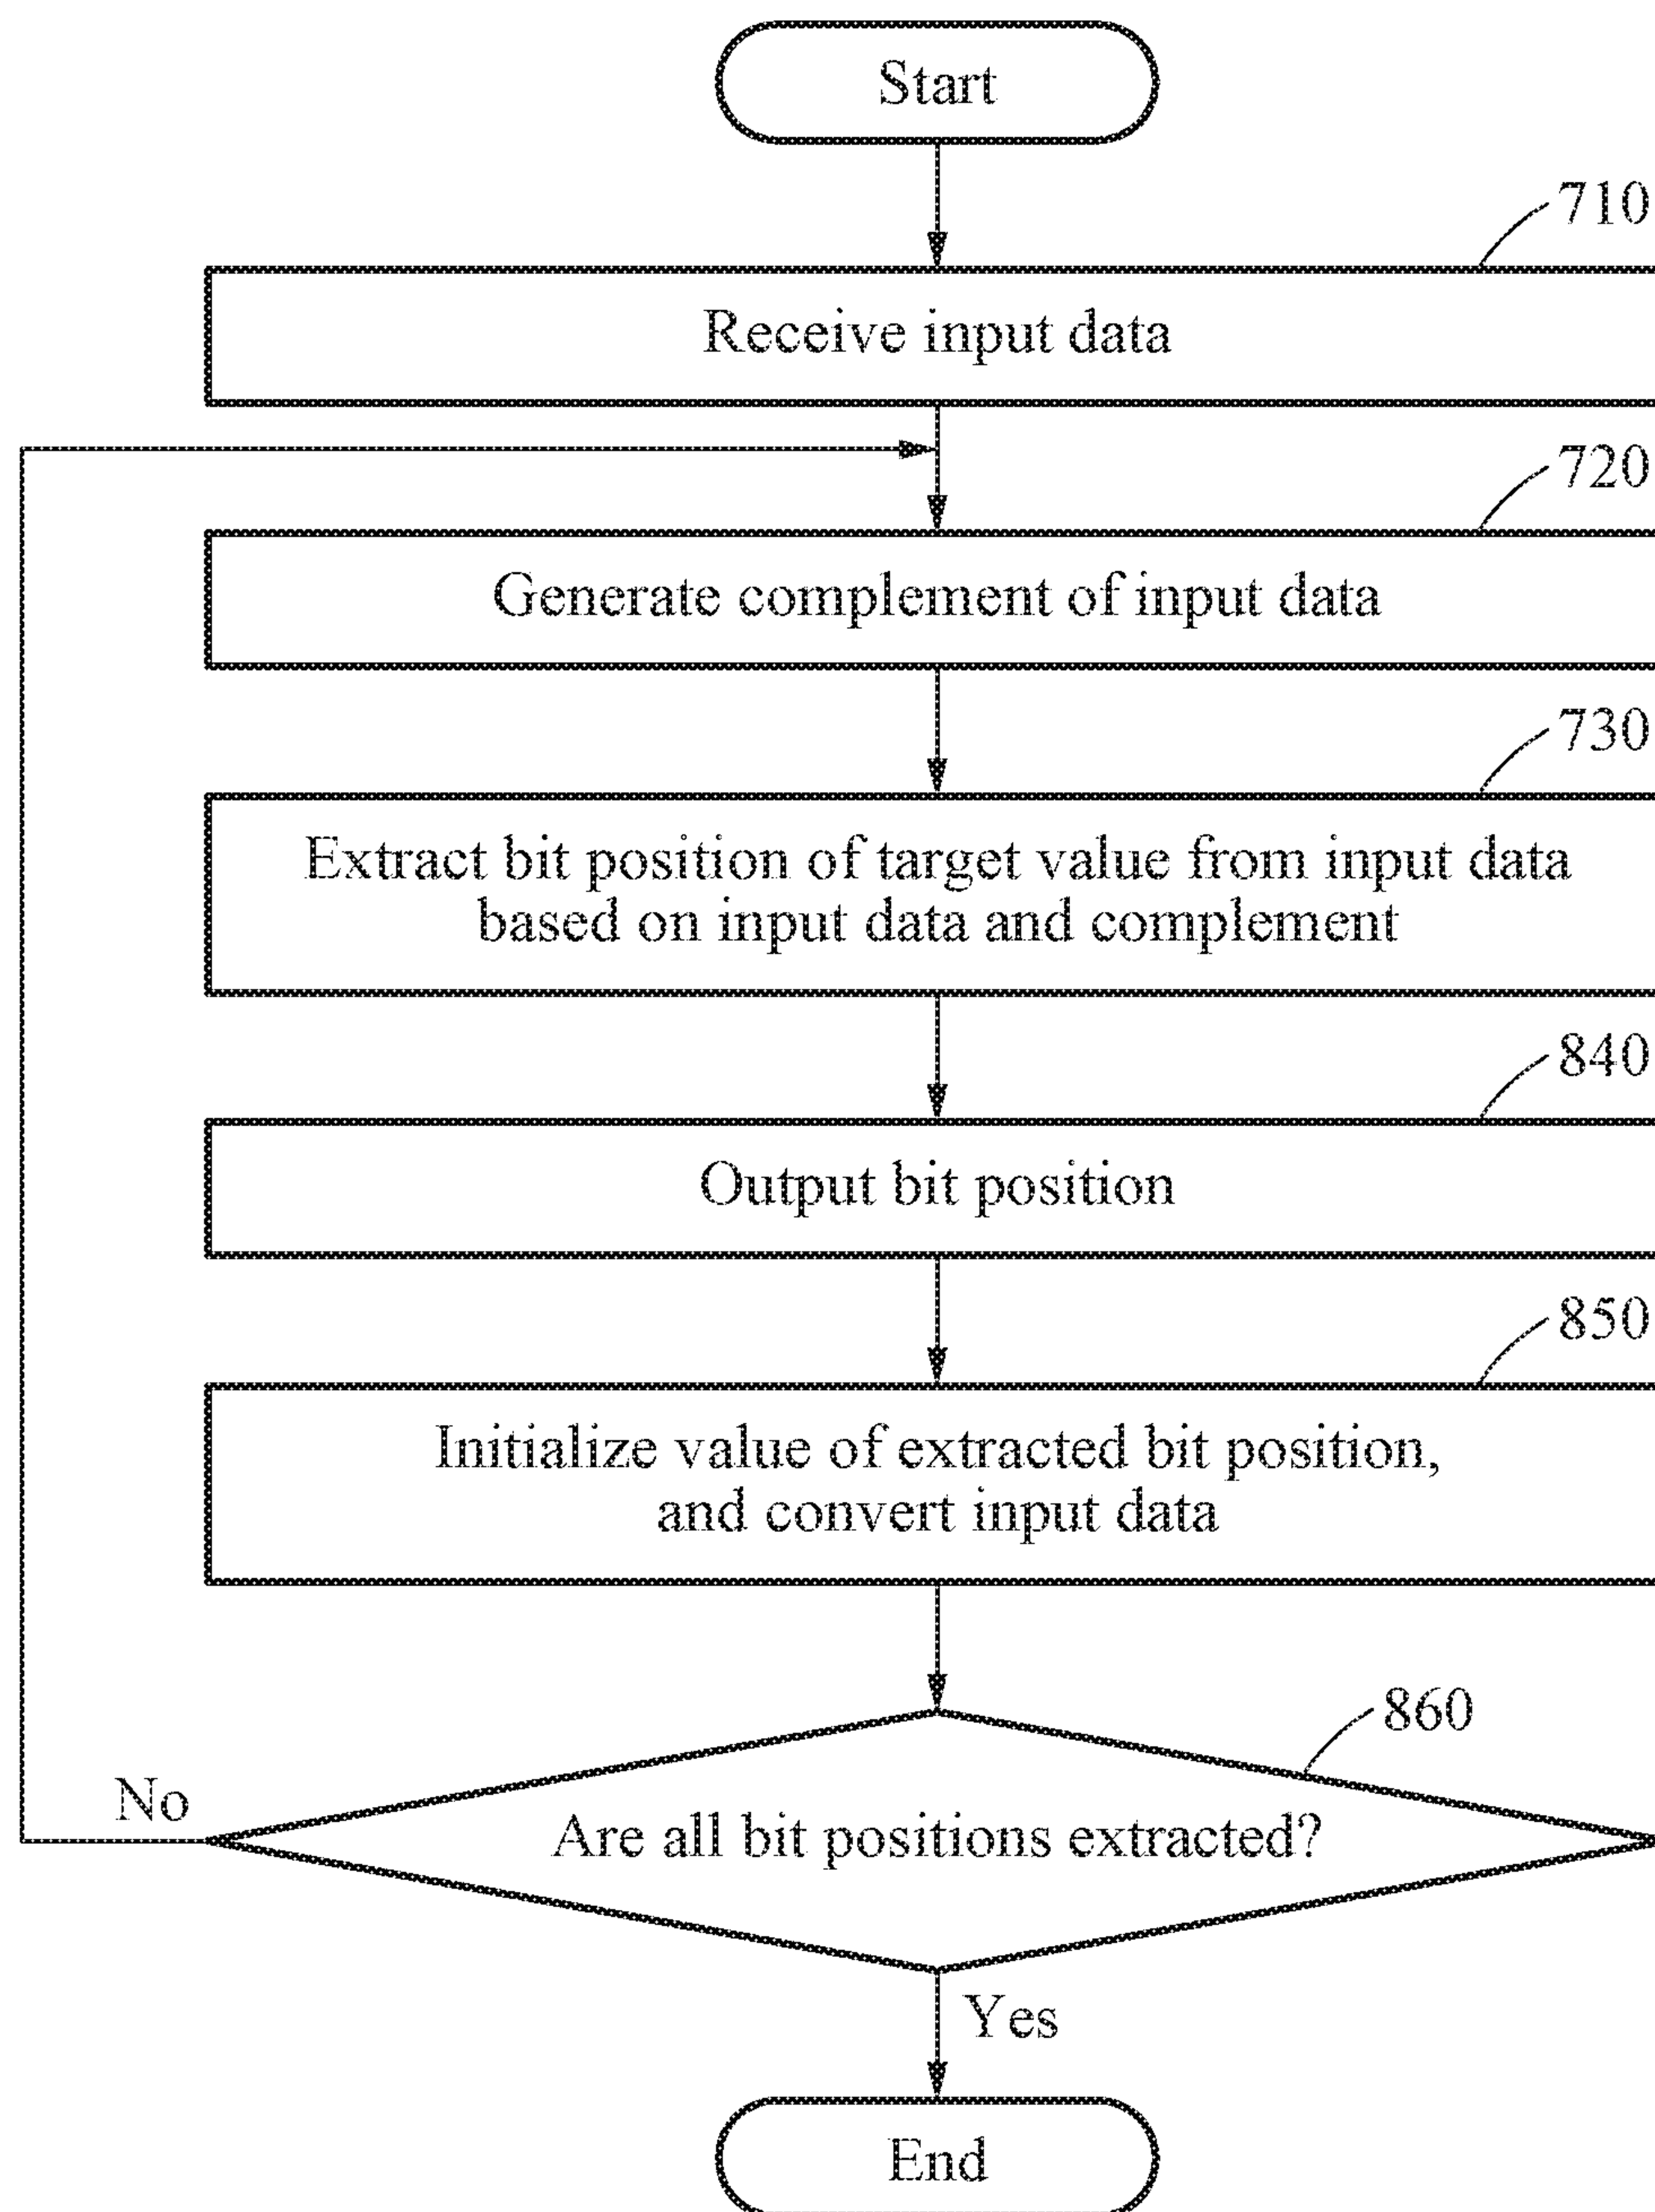 Start
710
Receive input data
720
Generate complement of input data
730
Extract bit position of target value from input data
based on input data and complement
840
Output bit position
850
Initialize value of extracted bit position,
and convert input data
860
No
Are all bit positions extracted?
Yes
End